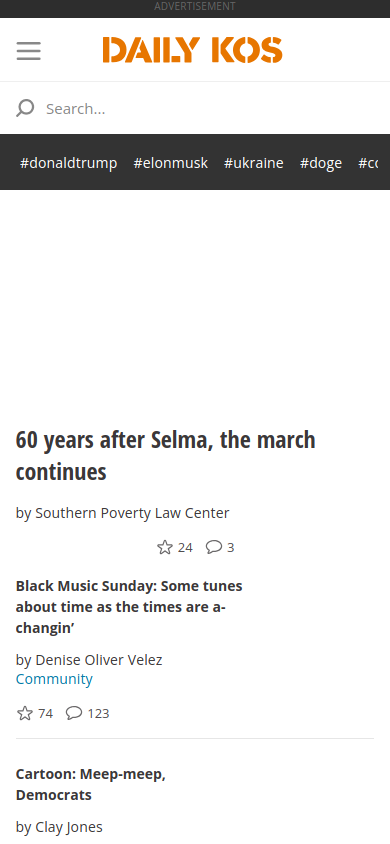 ADVERTISEMENT
DAILY KOS
Search...
#donaldtrump #elonmusk #ukraine #doge
60 years after Selma, the march
continues
by Southern Poverty Law Center
24 3
Black Music Sunday: Some tunes
about time as the times are a-
changin’
by Denise Oliver Velez
Community
74 123
Cartoon: Meep-meep,
Democrats
by Clay Jones